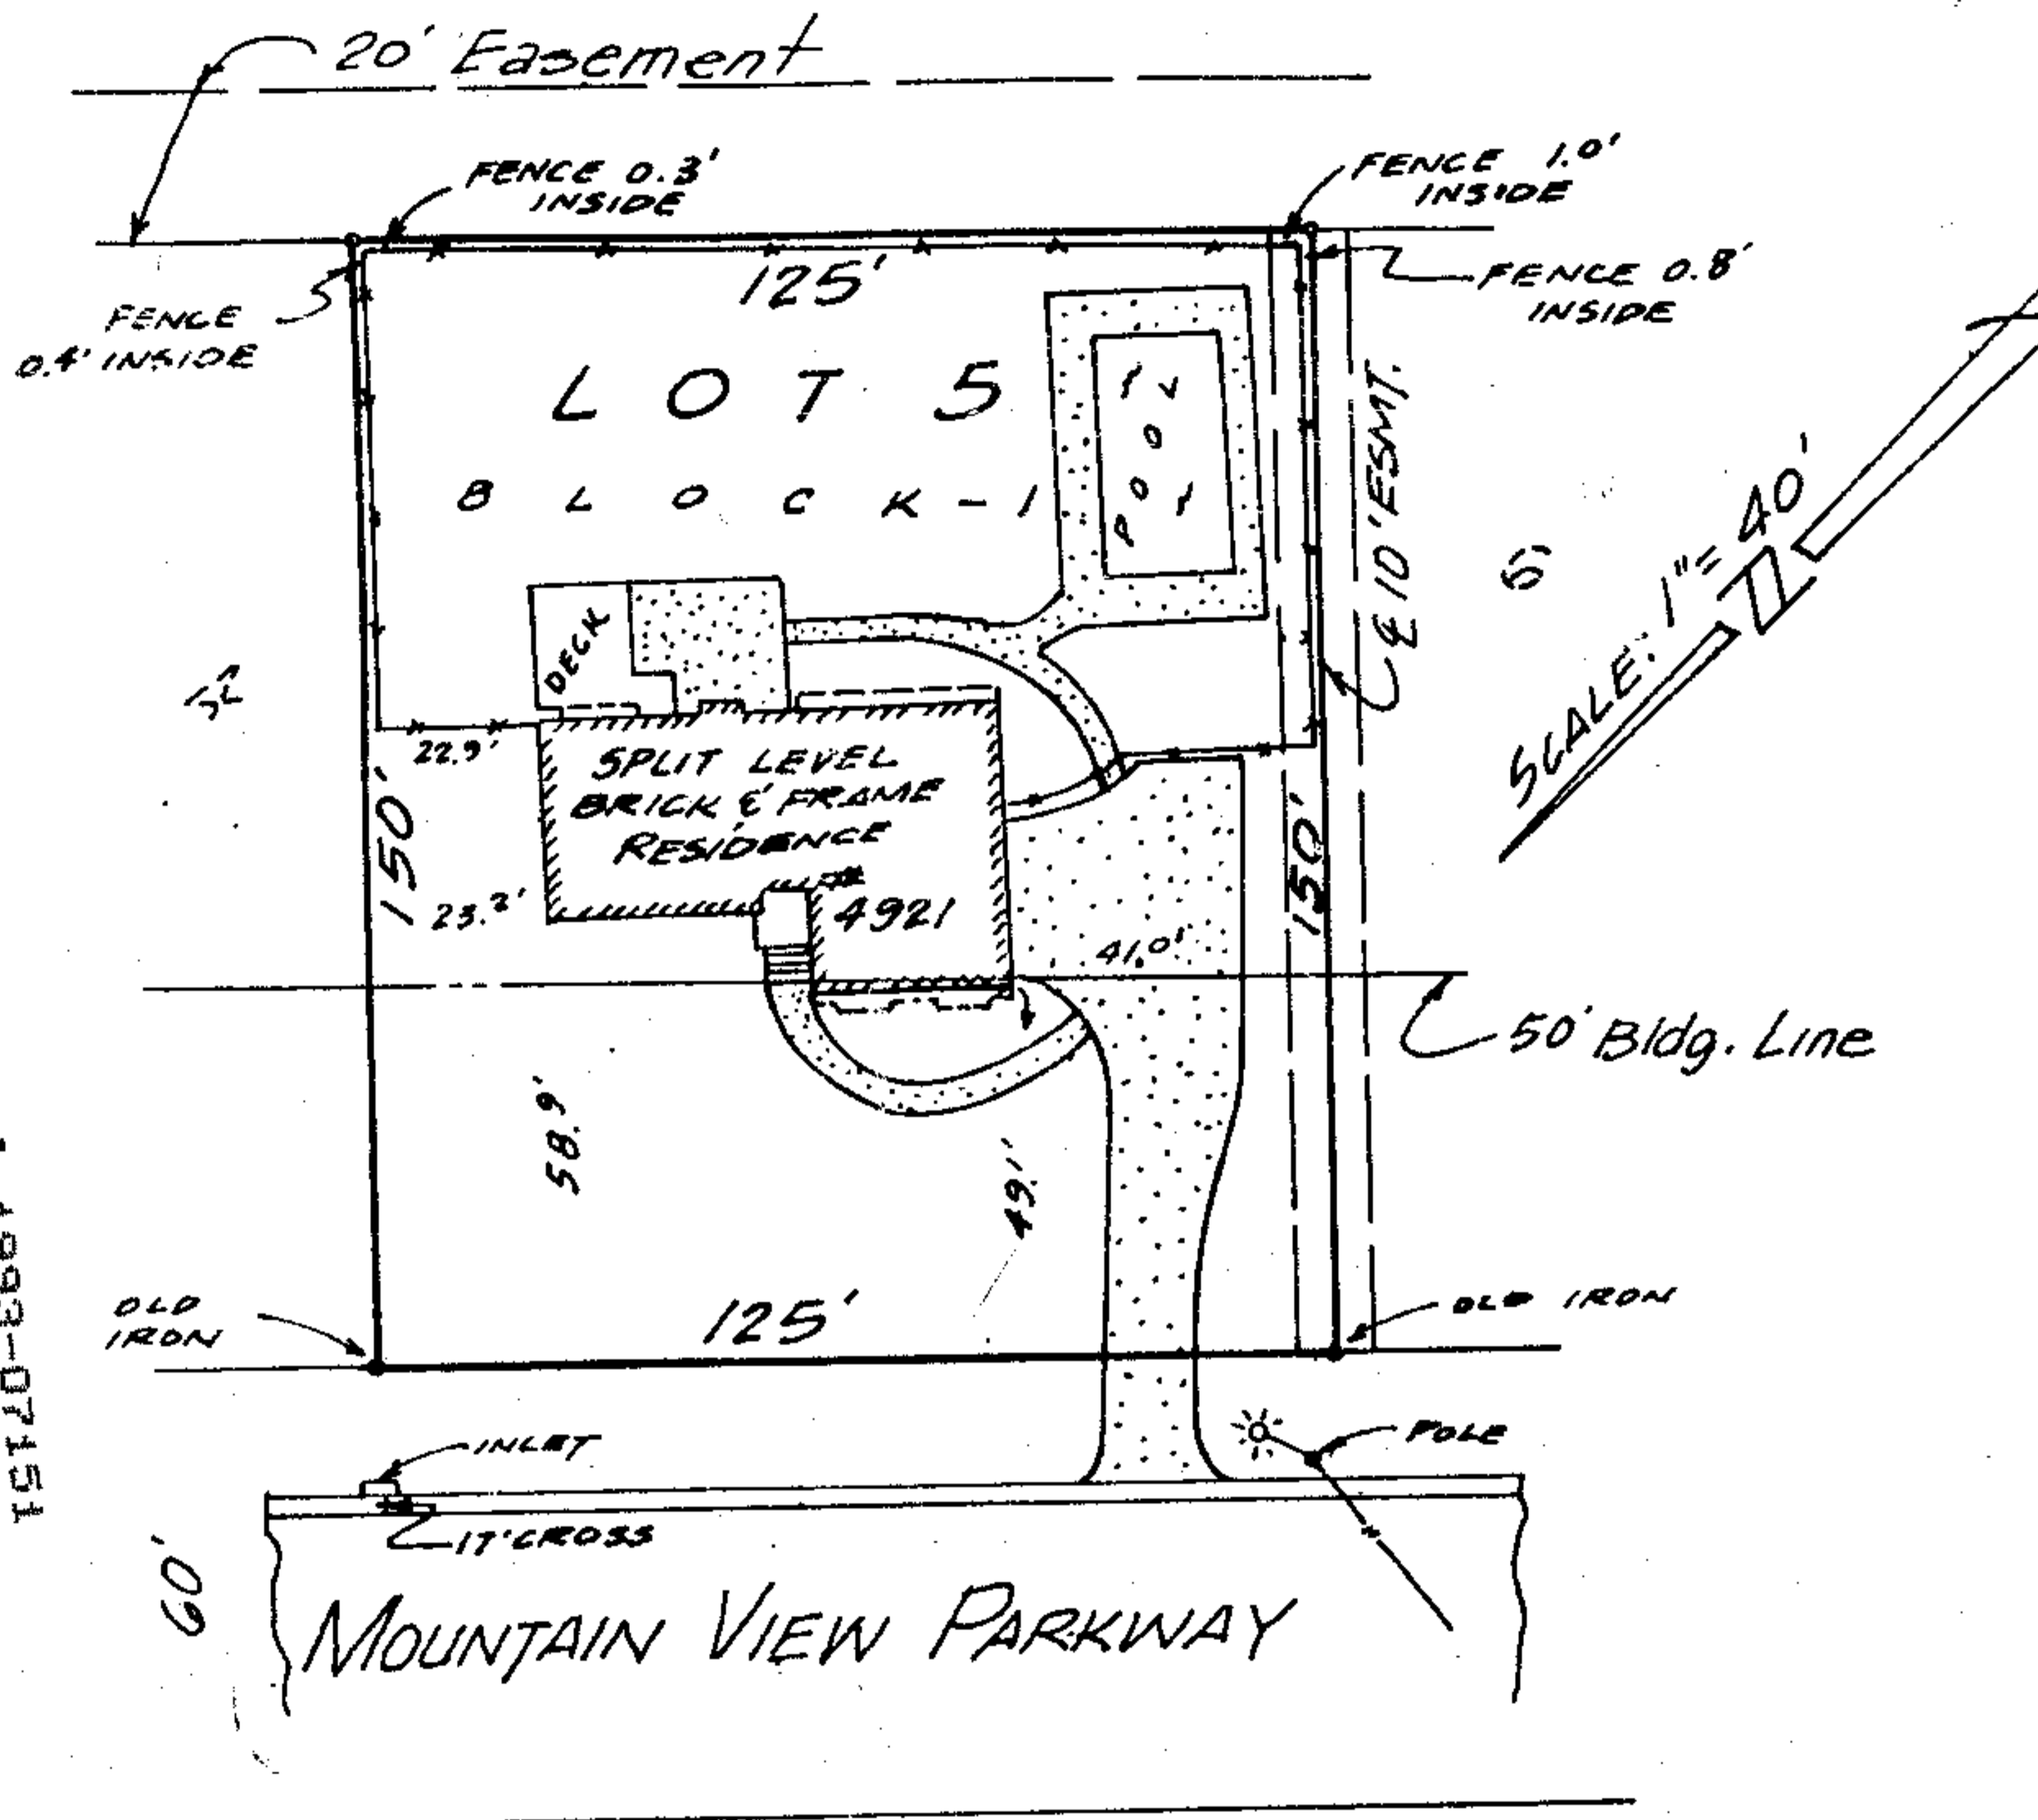 20' Easement
FENCE 0.3'
INSIDE
FENCE 1.0'
INSIDE
125'
FENCE 0.8'
INSIDE
FENCE
0.4' INSIDE
LOT 5
BLOCK-1
POOL
℄ 10' ESMT.
6
SCALE: 1"= 40'
DECK
22.9'
SPLIT LEVEL
BRICK & FRAME
RESIDENCE
150'
150'
23.2'
4921
41.0'
50' Bldg. Line
58.9'
49.'
125'
OLD
IRON
OLD IRON
INLET
POLE
"IT" CROSS
60'
MOUNTAIN VIEW PARKWAY